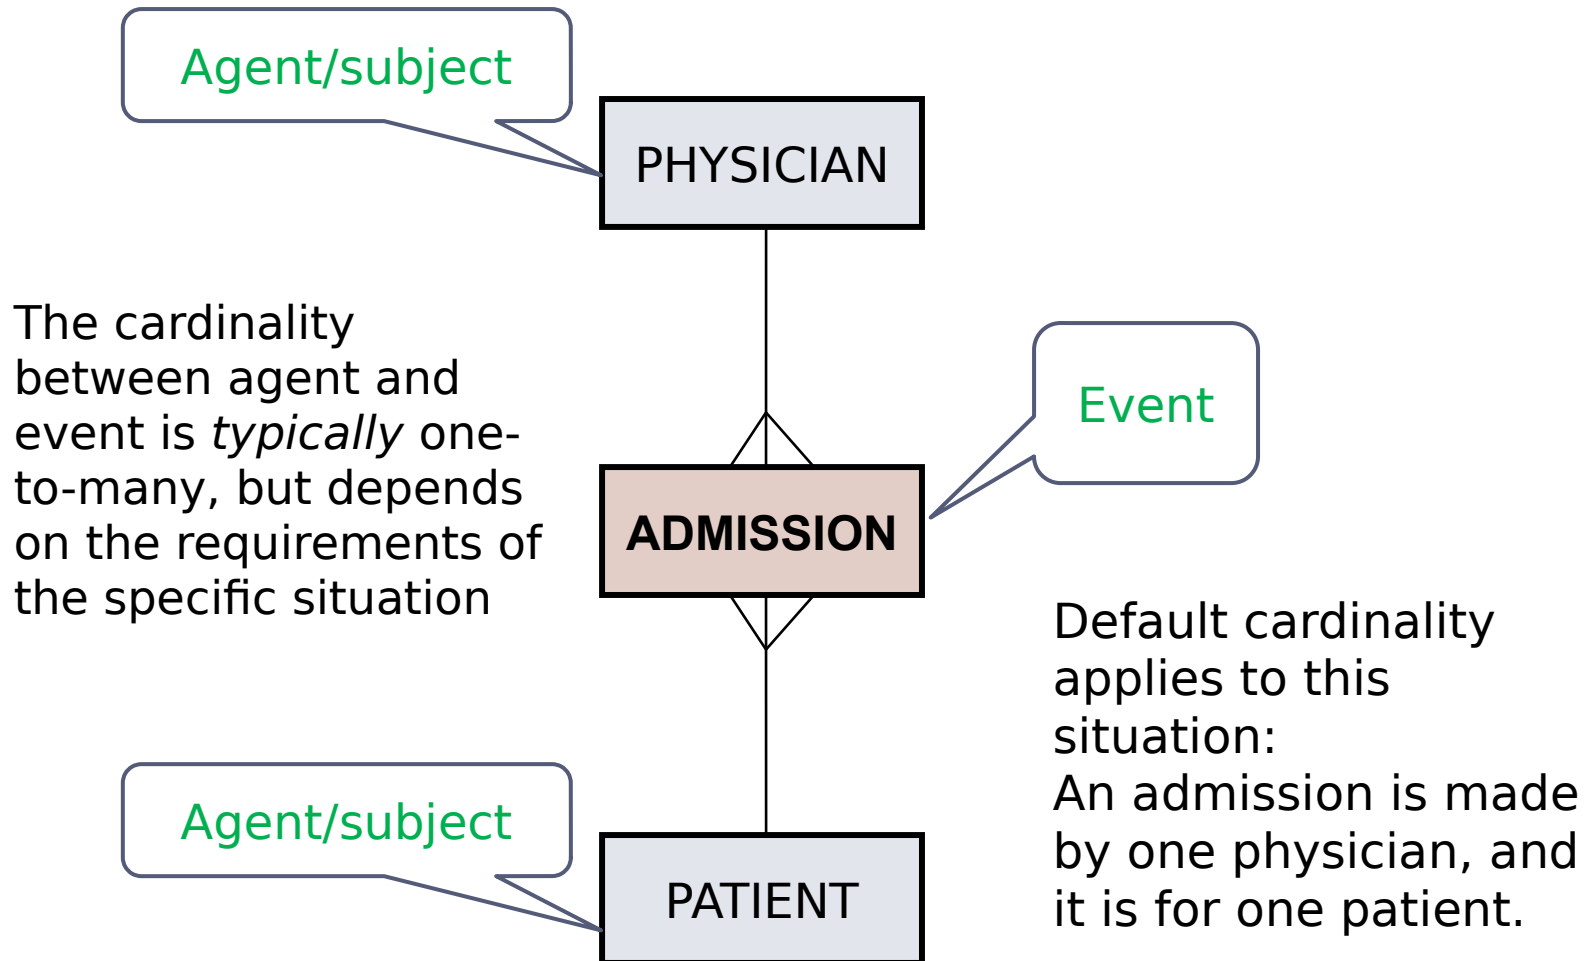 Agent/subject
PHYSICIAN
The cardinality
between agent and
event is typically one-
to-many, but depends
on the requirements of
the specific situation
Event
ADMISSION
Default cardinality
applies to this
situation:
An admission is made
by one physician, and
it is for one patient.
Agent/subject
PATIENT